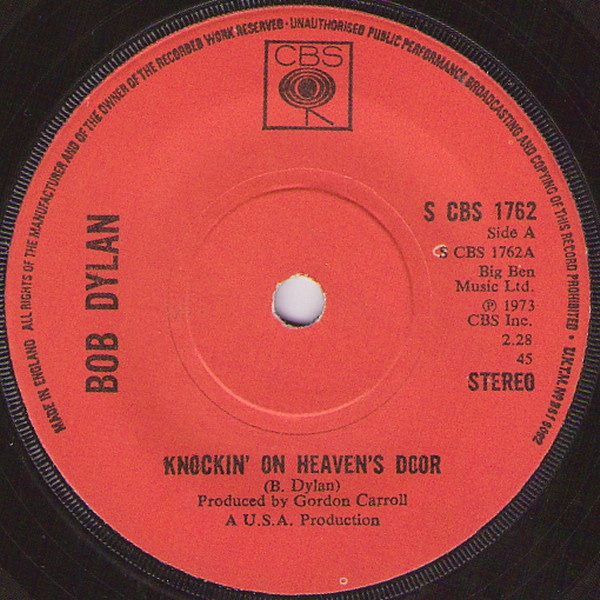 MADE IN ENGLAND ALL RIGHTS OF THE MANUFACTURER AND OF THE OWNER OF THE RECORDED WORK RESERVED · UNAUTHORISED PUBLIC PERFORMANCE BROADCASTING AND COPYING OF THIS RECORD PROHIBITED ·
CBS
BOB DYLAN
S CBS 1762
Side A
S CBS 1762A
Big Ben
Music Ltd.
℗ 1973
CBS Inc.
2.28
45
STEREO
KNOCKIN' ON HEAVEN'S DOOR
(B. Dylan)
Produced by Gordon Carroll
A U.S.A. Production